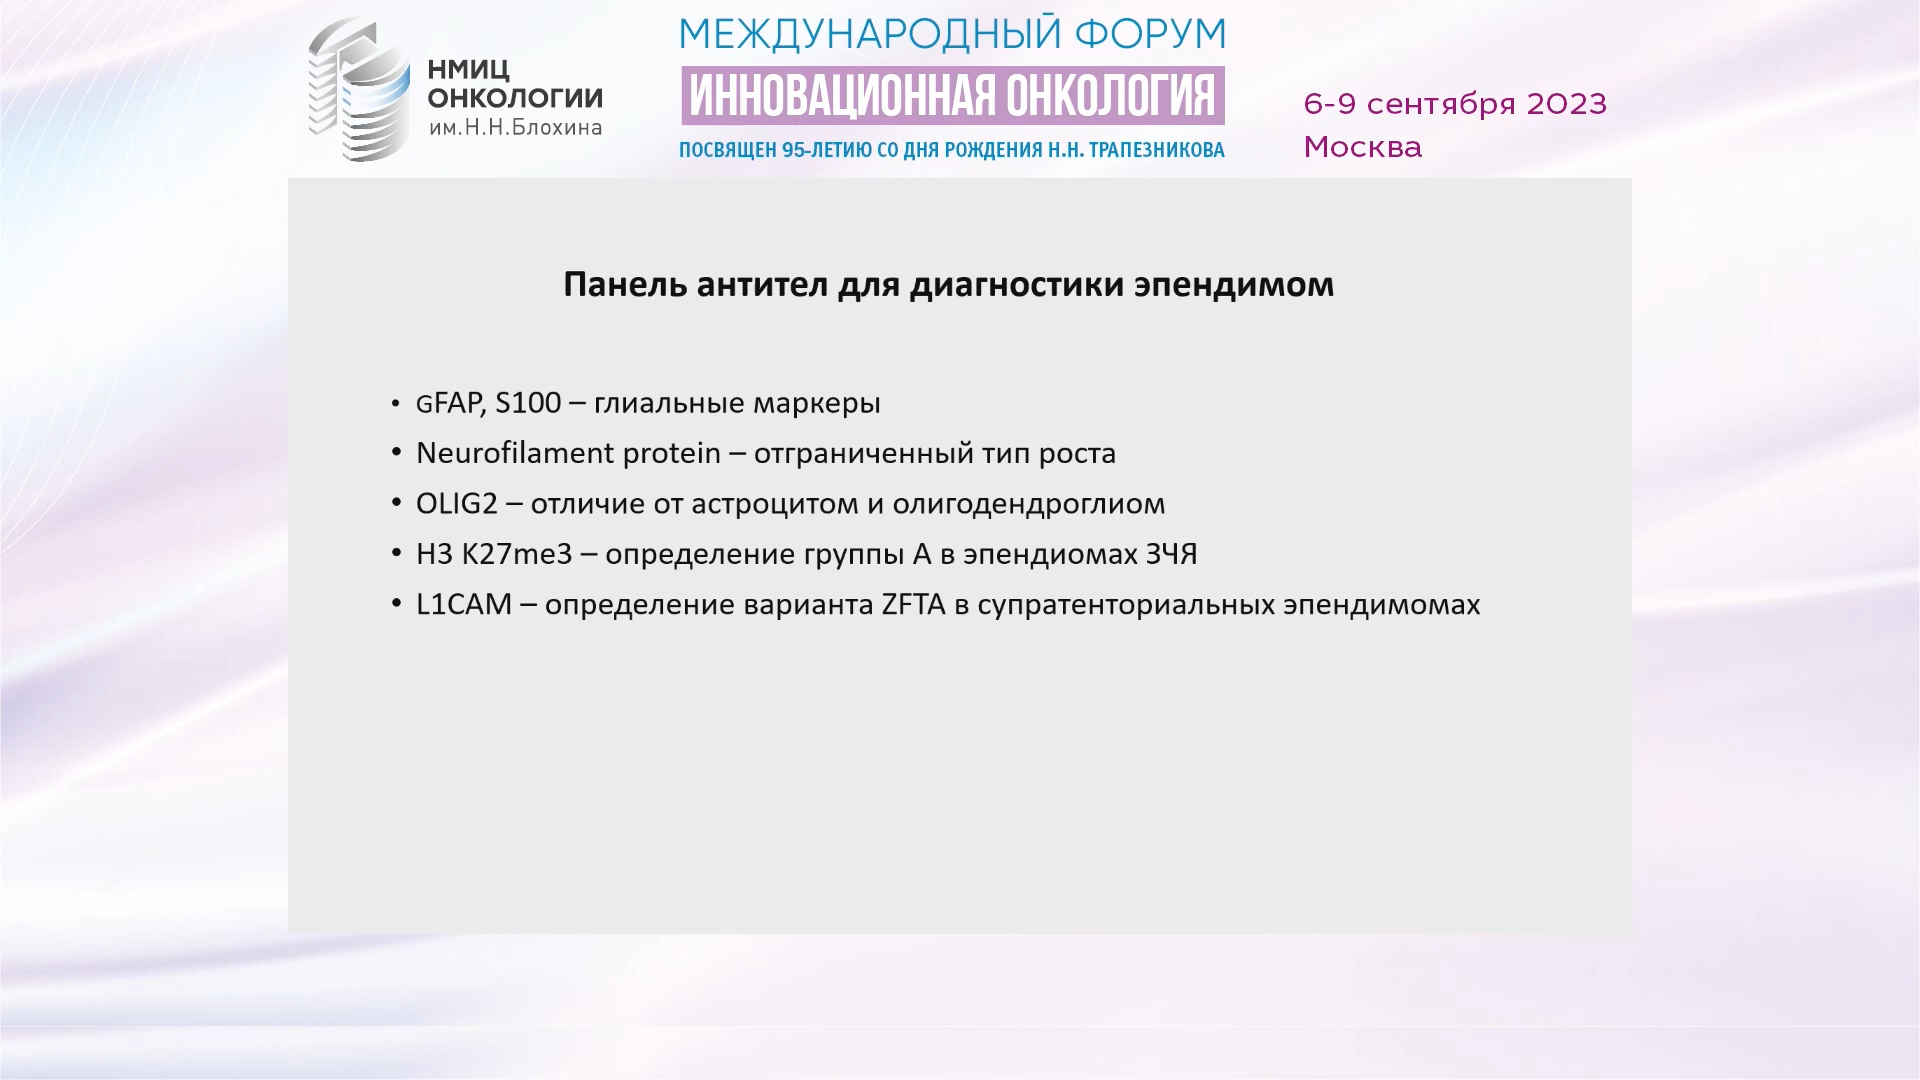 НМИЦ
ОНКОЛОГИИ
им.Н.Н.Блохина
МЕЖДУНАРОДНЫЙ ФОРУМ
ИННОВАЦИОННАЯ ОНКОЛОГИЯ
ПОСВЯЩЕН 95-ЛЕТИЮ СО ДНЯ РОЖДЕНИЯ Н.Н. ТРАПЕЗНИКОВА
6-9 сентября 2023
Москва
Панель антител для диагностики эпендимом
• GFAP, S100 – глиальные маркеры
• Neurofilament protein – отграниченный тип роста
• OLIG2 – отличие от астроцитом и олигодендроглиом
• H3 K27me3 – определение группы А в эпендиомах ЗЧЯ
• L1CAM – определение варианта ZFTA в супратенториальных эпендимомах